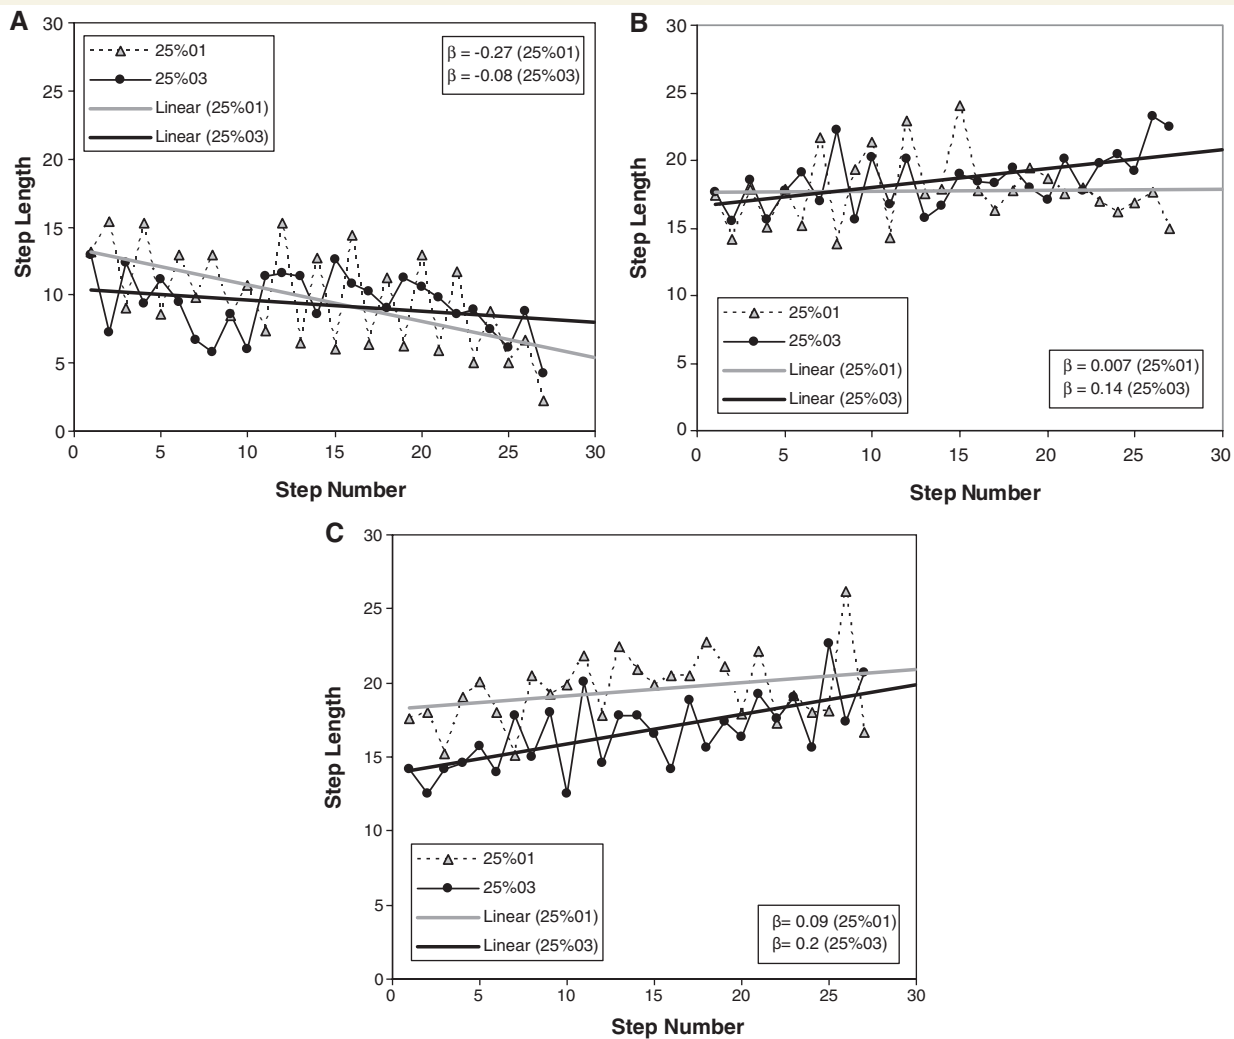 A
30
25
20
15
10
5
0
0 5 10 15 20 25 30
Step Length
Step Number
25%01
25%03
Linear (25%01)
Linear (25%03)
β = -0.27 (25%01)
β = -0.08 (25%03)
B
30
25
20
15
10
5
0
0 5 10 15 20 25 30
Step Length
Step Number
25%01
25%03
Linear (25%01)
Linear (25%03)
β = 0.007 (25%01)
β = 0.14 (25%03)
C
30
25
20
15
10
5
0
0 5 10 15 20 25 30
Step Length
Step Number
25%01
25%03
Linear (25%01)
Linear (25%03)
β= 0.09 (25%01)
β= 0.2 (25%03)